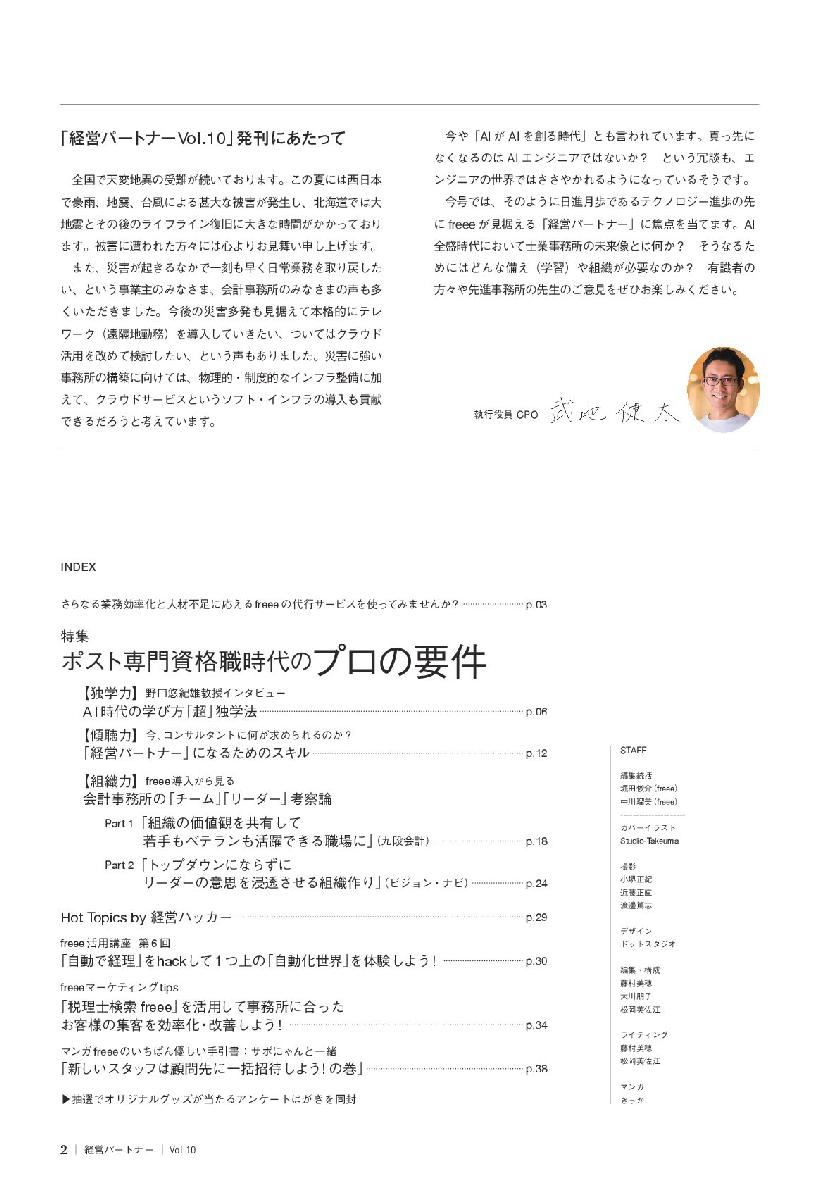 「経営パートナーVol.10」発刊にあたって
全国で天変地異の受難が続いております。この夏には西日本
で豪雨、地震、台風による甚大な被害が発生し、北海道では大
地震とその後のライフライン復旧に大きな時間がかかっており
ます。被害に遭われた方々には心よりお見舞い申し上げます。
また、災害が起きるなかで一刻も早く日常業務を取り戻した
い、という事業主のみなさま、会計事務所のみなさまの声も多
くいただきました。今後の災害多発も見据えて本格的にテレ
ワーク（遠隔地勤務）を導入していきたい、ついてはクラウド
活用を改めて検討したい、という声もありました。災害に強い
事務所の構築に向けては、物理的・制度的なインフラ整備に加
えて、クラウドサービスというソフト・インフラの導入も貢献
できるだろうと考えています。
今や「AIがAIを創る時代」とも言われています。真っ先に
なくなるのはAIエンジニアではないか？　という冗談も、エ
ンジニアの世界ではささやかれるようになっているそうです。
今号では、そのように日進月歩であるテクノロジー進歩の先
にfreeeが見据える「経営パートナー」に焦点を当てます。AI
全盛時代において士業事務所の未来像とは何か？　そうなるた
めにはどんな備え（学習）や組織が必要なのか？　有識者の
方々や先進事務所の先生のご意見をぜひお楽しみください。
執行役員 CPO 武地 健太
INDEX
さらなる業務効率化と人材不足に応えるfreeeの代行サービスを使ってみませんか？ p.03
特集
ポスト専門資格職時代のプロの要件
【独学力】野口悠紀雄教授インタビュー
AI時代の学び方「超」独学法 p.06
【傾聴力】今、コンサルタントに何が求められるのか？
「経営パートナー」になるためのスキル p.12
【組織力】freee導入から見る
会計事務所の「チーム」「リーダー」考察論
Part 1 「組織の価値観を共有して
若手もベテランも活躍できる職場に」（九段会計） p.18
Part 2 「トップダウンにならずに
リーダーの意思を浸透させる組織作り」（ビジョン・ナビ） p.24
Hot Topics by 経営ハッカー p.29
freee活用講座 第6回
「自動で経理」をhackして1つ上の「自動化世界」を体験しよう！ p.30
freeeマーケティングtips
「税理士検索 freee」を活用して事務所に合った
お客様の集客を効率化・改善しよう！ p.34
マンガfreeeのいちばん優しい手引書：サポにゃんと一緒
「新しいスタッフは顧問先に一括招待しよう！の巻」 p.38
▶抽選でオリジナルグッズが当たるアンケートはがきを同封
STAFF
編集統括
堀田俊介（freee）
中川瑠美（freee）
カバーイラスト
Studio-Takeuma
撮影
小堺正紀
近藤正直
渡邊篤志
デザイン
ドットスタジオ
編集・構成
藤村美穂
大川朋子
松岡芙佐江
ライティング
藤村美穂
松岡芙佐江
マンガ
2 | 経営パートナー | Vol.10